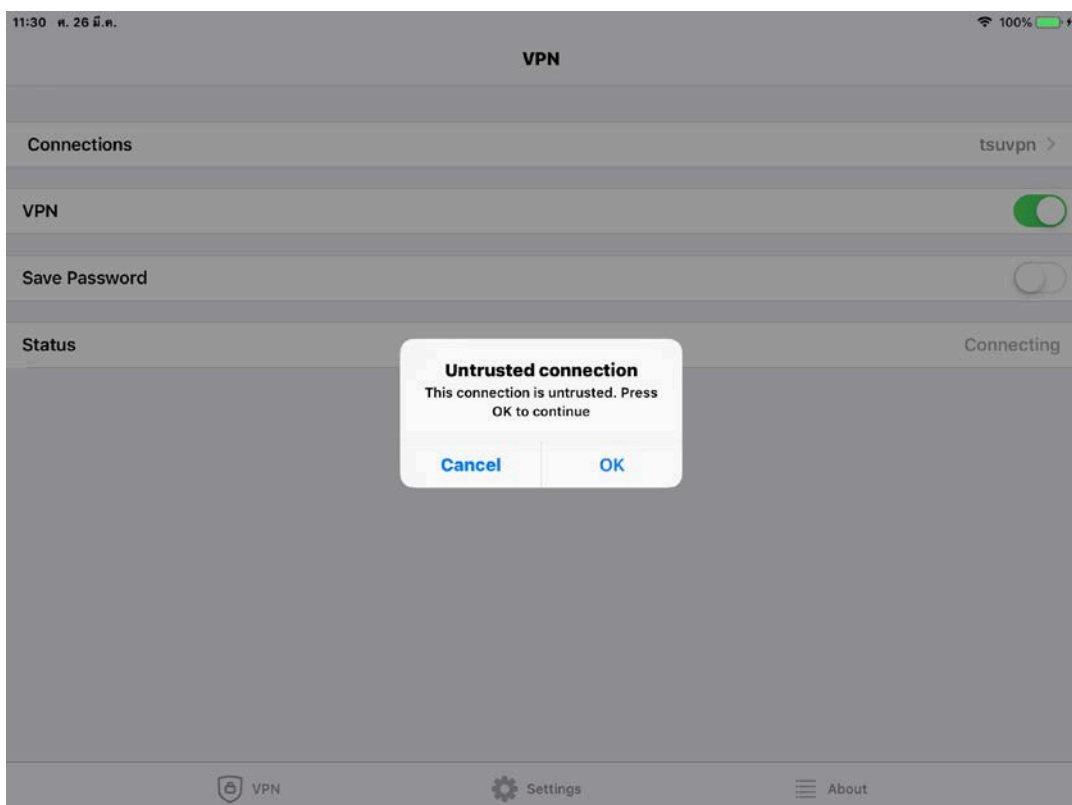 11:30 ศ. 26 มี.ค.
100%
VPN
Connections
tsuvpn
VPN
Save Password
Status
Connecting
Untrusted connection
This connection is untrusted. Press
OK to continue
Cancel
OK
VPN
Settings
About